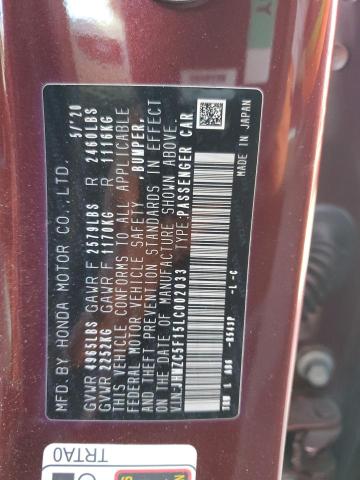 MFD.BY HONDA MOTOR CO.,LTD. 5/'20
GVWR 4965LBS GAWR F 2579LBS R 2460LBS
GVWR 2252KG GAWR F 1170KG R 1116KG
THIS VEHICLE CONFORMS TO ALL APPLICABLE
FEDERAL MOTOR VEHICLE SAFETY BUMPER,
AND THEFT PREVENTION STANDARDS IN EFFECT
ON THE DATE OF MANUFACTURE SHOWN ABOVE.
VIN-JHMZC5F15LC002033 TYPE:PASSENGER CAR
MADE IN JAPAN
-L -C
TRTA0